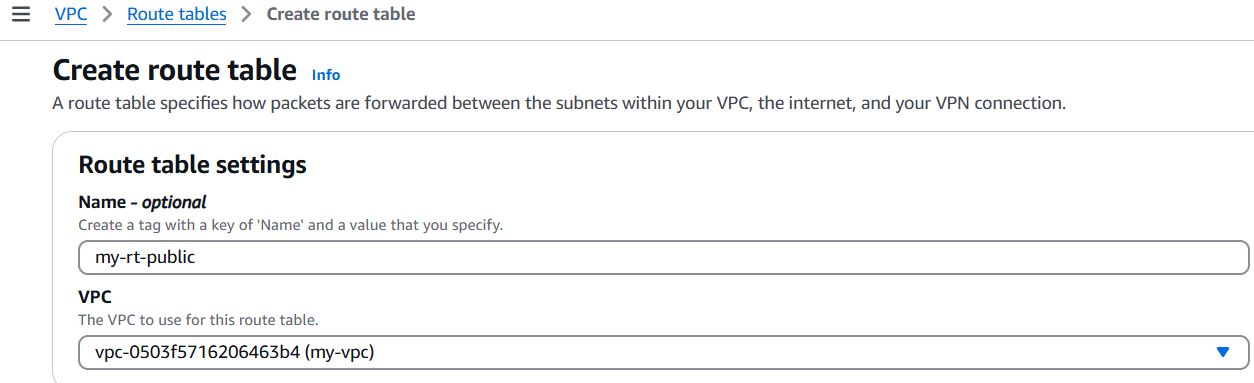 VPC > Route tables > Create route table
Create route table Info
A route table specifies how packets are forwarded between the subnets within your VPC, the internet, and your VPN connection.
Route table settings
Name - optional
Create a tag with a key of 'Name' and a value that you specify.
my-rt-public
VPC
The VPC to use for this route table.
vpc-0503f5716206463b4 (my-vpc)